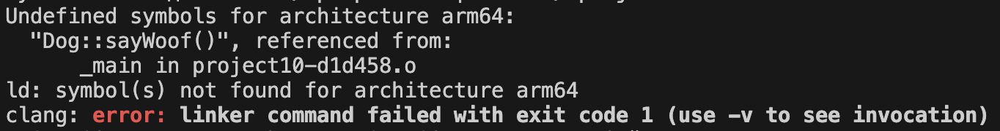 Undefined symbols for architecture arm64:
  "Dog::sayWoof()", referenced from:
      _main in project10-d1d458.o
ld: symbol(s) not found for architecture arm64
clang: error: linker command failed with exit code 1 (use -v to see invocation)